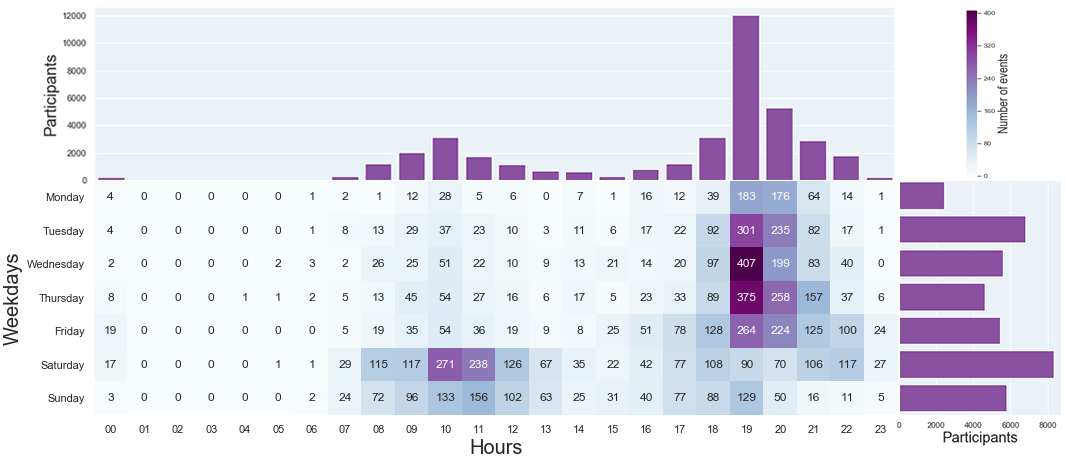 12000
10000
8000
6000
4000
2000
0
Participants
400
320
240
160
80
0
Number of events
Weekdays
Monday 4 0 0 0 0 0 1 2 1 12 28 5 6 0 7 1 16 12 39 183 176 64 14 1
Tuesday 4 0 0 0 0 0 1 8 13 29 37 23 10 3 11 6 17 22 92 301 235 82 17 1
Wednesday 2 0 0 0 0 2 3 2 26 25 51 22 10 9 13 21 14 20 97 407 199 83 40 0
Thursday 8 0 0 0 1 1 2 5 13 45 54 27 16 6 17 5 23 33 89 375 258 157 37 6
Friday 19 0 0 0 0 0 0 5 19 35 54 36 19 9 8 25 51 78 128 264 224 125 100 24
Saturday 17 0 0 0 0 1 1 29 115 117 271 238 126 67 35 22 42 77 108 90 70 106 117 27
Sunday 3 0 0 0 0 0 2 24 72 96 133 156 102 63 25 31 40 77 88 129 50 16 11 5
00 01 02 03 04 05 06 07 08 09 10 11 12 13 14 15 16 17 18 19 20 21 22 23
Hours
0 2000 4000 6000 8000
Participants